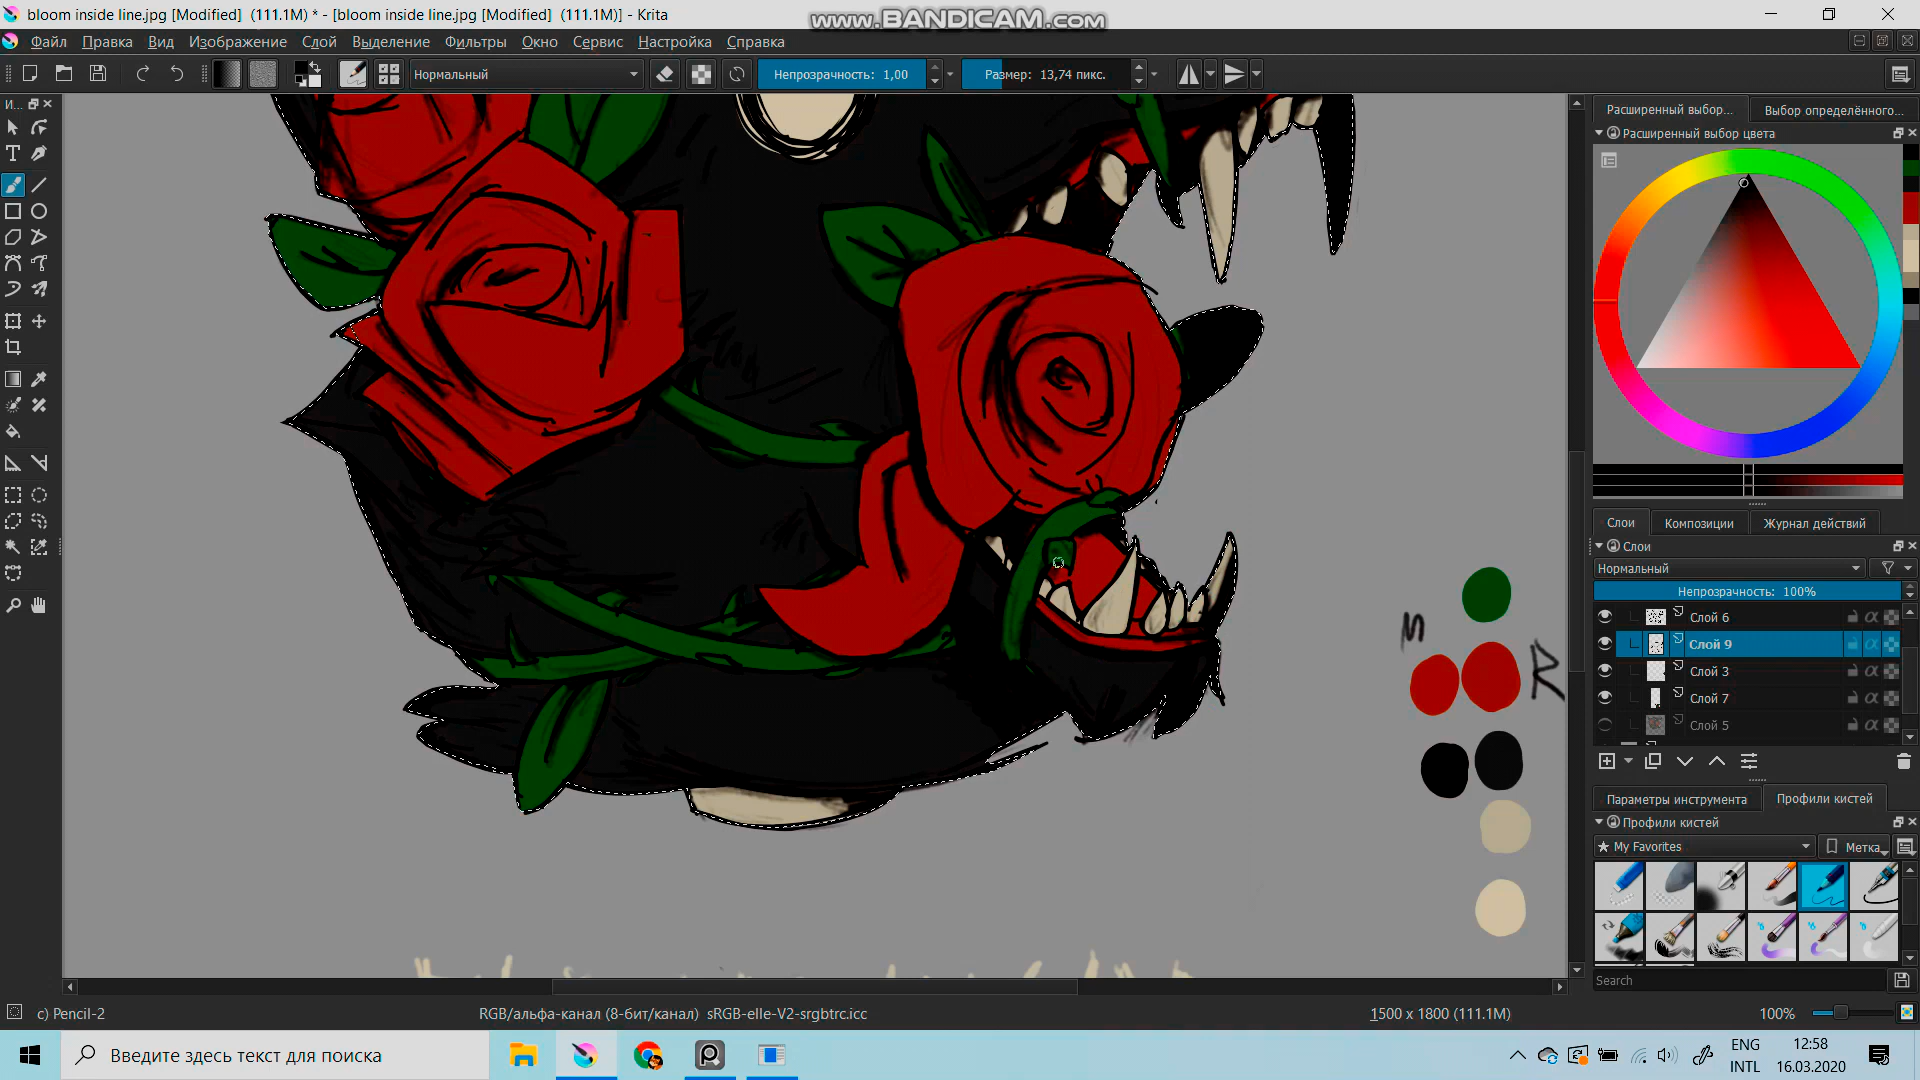 bloom inside line.jpg [Modified]  (111.1M) * - [bloom inside line.jpg [Modified]  (111.1M)] - Krita
www.BANDICAM.com
Файл Правка Вид Изображение Слой Выделение Фильтры Окно Сервис Настройка Справка
Нормальный
Непрозрачность: 1,00
Размер: 13,74 пикс.
И...
Расширенный выбор...
Выбор определённого...
Расширенный выбор цвета
M
R
Слои
Композиции
Журнал действий
Слои
Нормальный
Непрозрачность: 100%
Слой 6
Слой 9
Слой 3
Слой 7
Слой 5
Параметры инструмента
Профили кистей
Профили кистей
★ My Favorites
Метка
Search
c) Pencil-2
RGB/альфа-канал (8-бит/канал)  sRGB-elle-V2-srgbtrc.icc
1500 x 1800 (111.1M)
100%
Введите здесь текст для поиска
ENG
INTL
12:58
16.03.2020